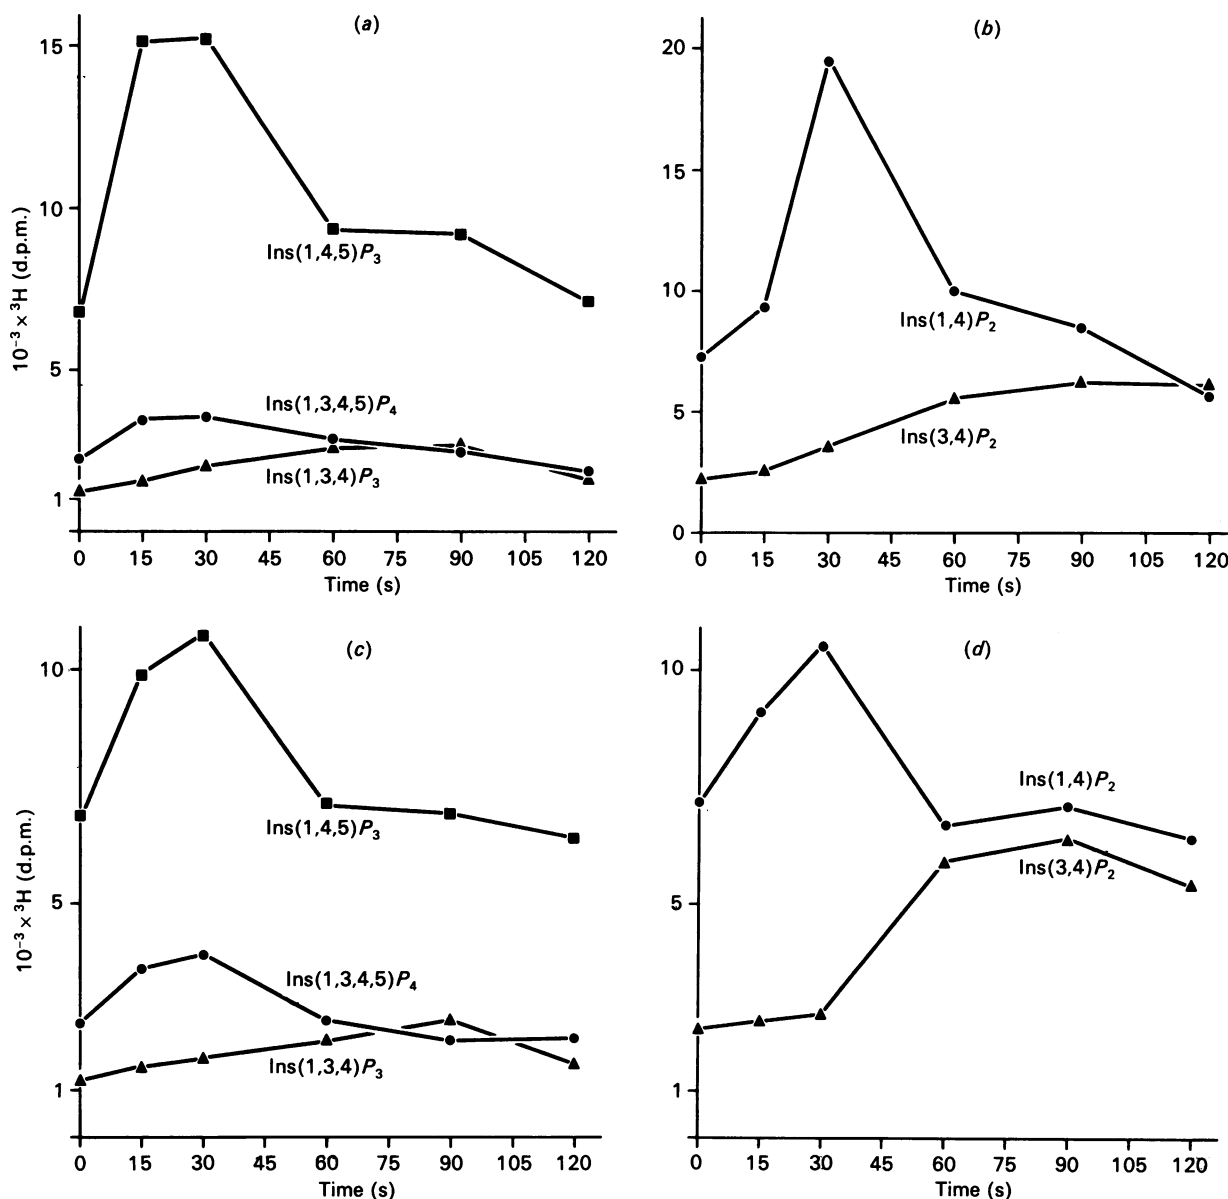 (a)
15
10
5
1
10⁻³ × ³H (d.p.m.)
Ins(1,4,5)P₃
Ins(1,3,4,5)P₄
Ins(1,3,4)P₃
0 15 30 45 60 75 90 105 120
Time (s)
(b)
20
15
10
5
0
Ins(1,4)P₂
Ins(3,4)P₂
0 15 30 45 60 75 90 105 120
Time (s)
(c)
10
5
1
10⁻³ × ³H (d.p.m.)
Ins(1,4,5)P₃
Ins(1,3,4,5)P₄
Ins(1,3,4)P₃
0 15 30 45 60 75 90 105 120
Time (s)
(d)
10
5
1
Ins(1,4)P₂
Ins(3,4)P₂
0 15 30 45 60 75 90 105 120
Time (s)